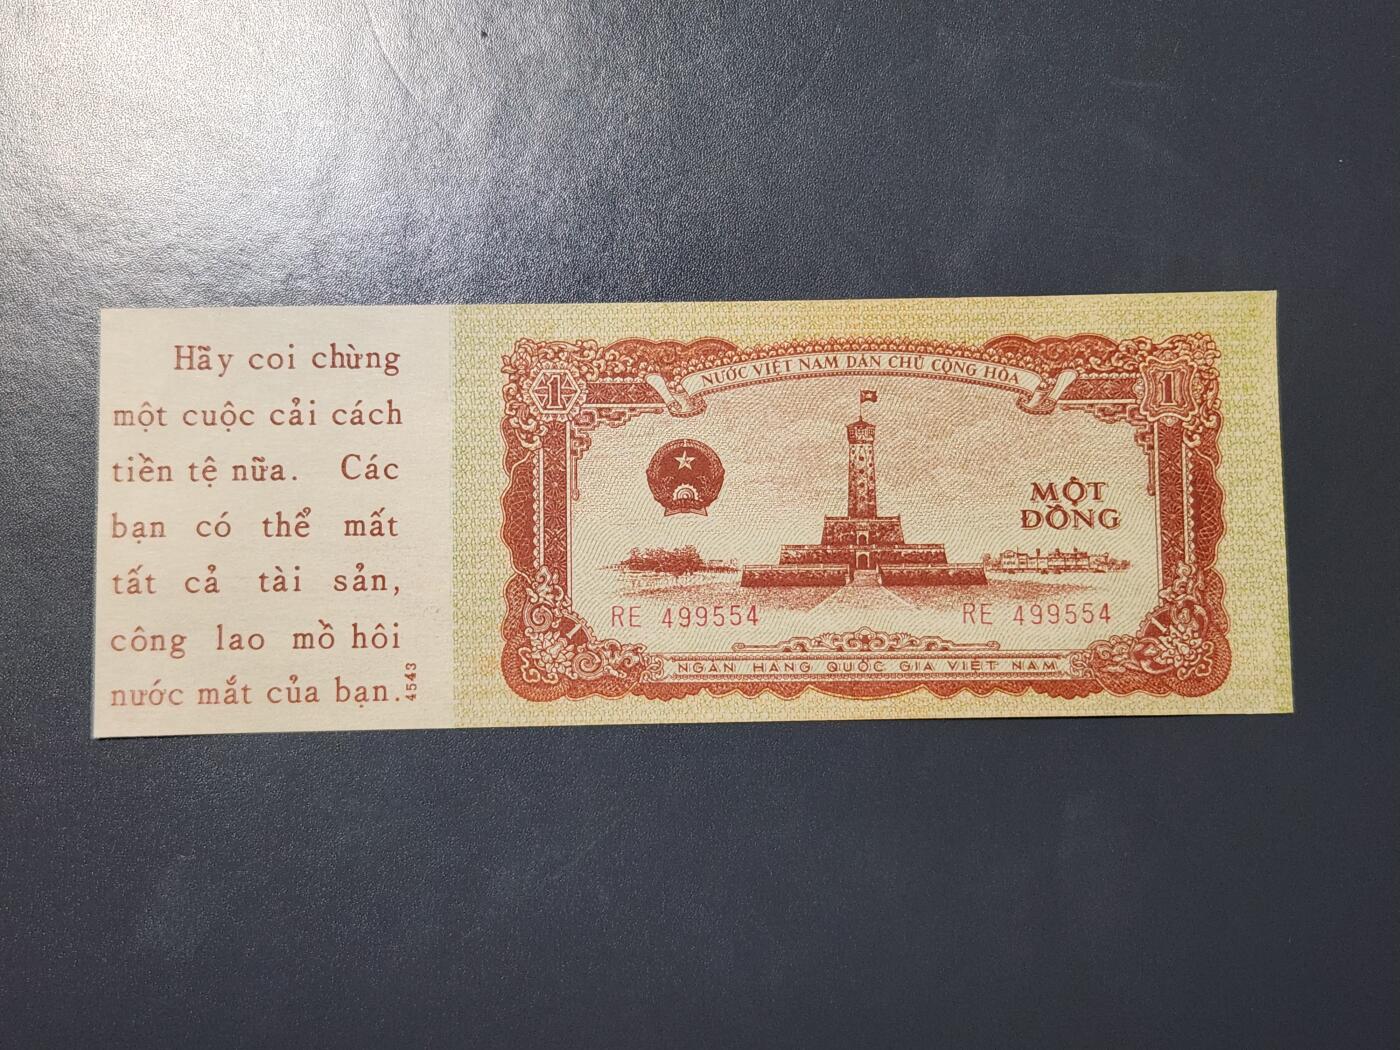 Hãy coi chừng
một cuộc cải cách
tiền tệ nữa. Các
bạn có thể mất
tất cả tài sản,
công lao mồ hôi
nước mắt của bạn.
4543
NƯỚC VIỆT NAM DÂN CHỦ CỘNG HÒA
1
1
MỘT
ĐỒNG
RE 499554
RE 499554
1
1
NGÂN HÀNG QUỐC GIA VIỆT NAM